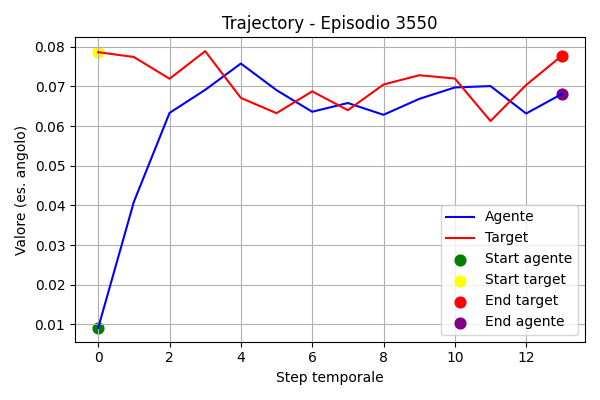 Trajectory - Episodio 3550
Valore (es. angolo)
0.08
0.07
0.06
0.05
0.04
0.03
0.02
0.01
Agente
Target
Start agente
Start target
End target
End agente
0 2 4 6 8 10 12
Step temporale